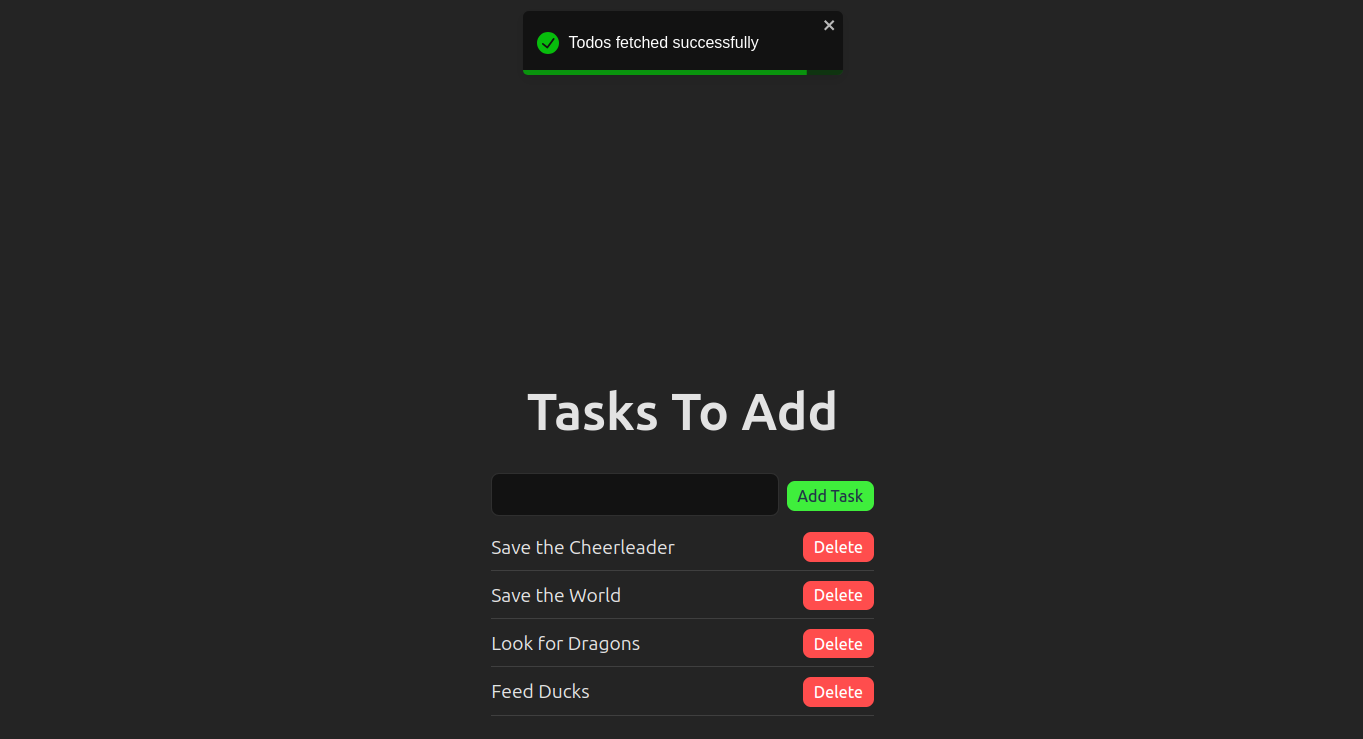 Todos fetched successfully
Tasks To Add
Add Task
Save the Cheerleader Delete
Save the World Delete
Look for Dragons Delete
Feed Ducks Delete